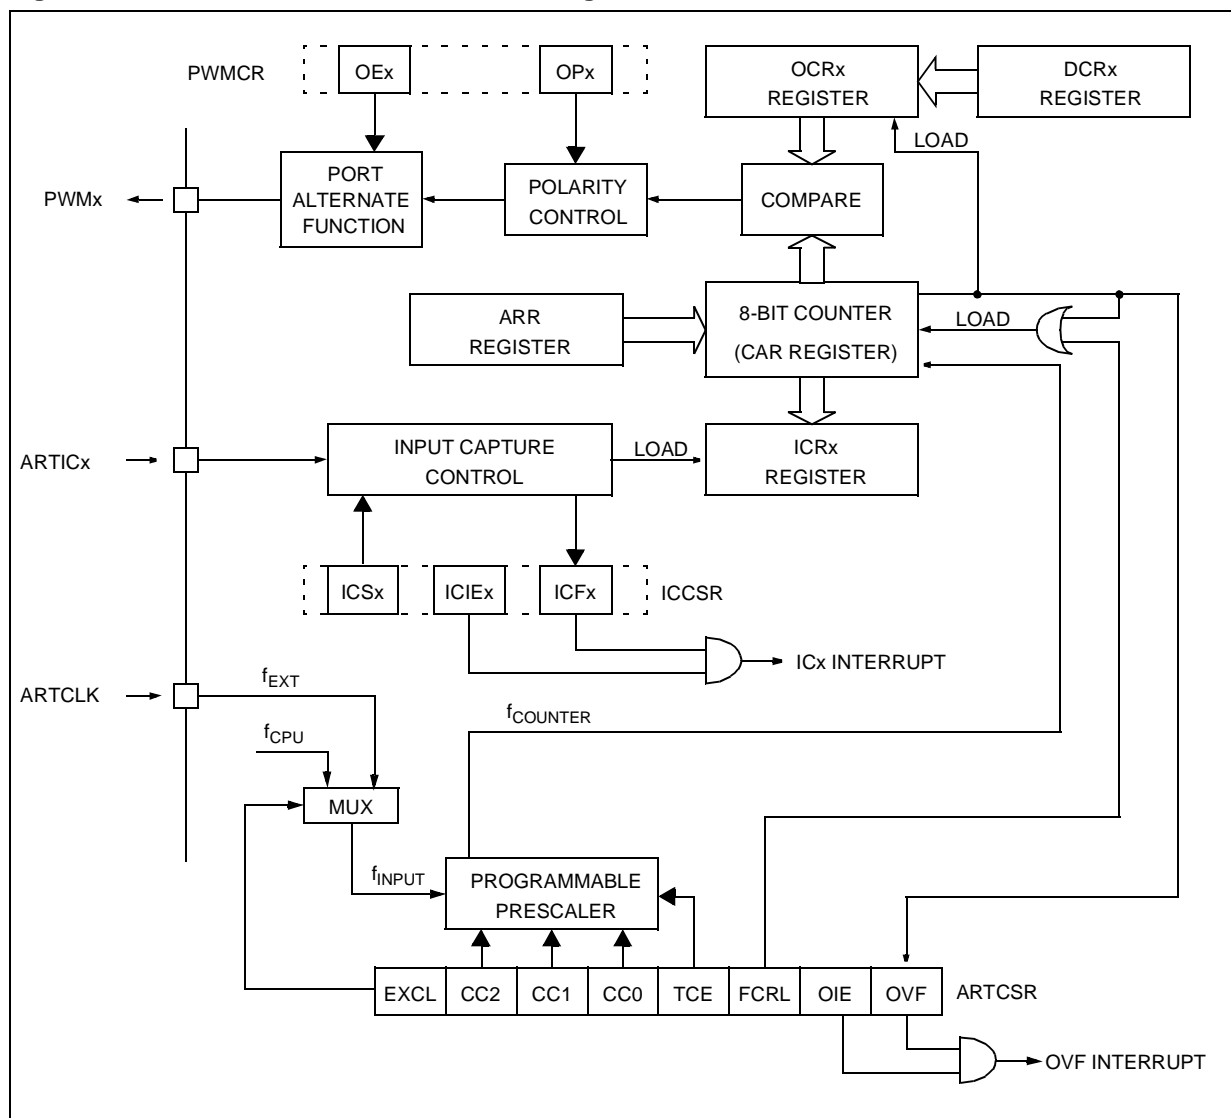 PWMCR
OEx
OPx
OCRx
REGISTER
DCRx
REGISTER
LOAD
PWMx
PORT
ALTERNATE
FUNCTION
POLARITY
CONTROL
COMPARE
ARR
REGISTER
8-BIT COUNTER
(CAR REGISTER)
LOAD
ARTICx
INPUT CAPTURE
CONTROL
LOAD
ICRx
REGISTER
ICSx
ICIEx
ICFx
ICCSR
ICx INTERRUPT
ARTCLK
fEXT
fCPU
MUX
fCOUNTER
fINPUT
PROGRAMMABLE
PRESCALER
EXCL
CC2
CC1
CC0
TCE
FCRL
OIE
OVF
ARTCSR
OVF INTERRUPT